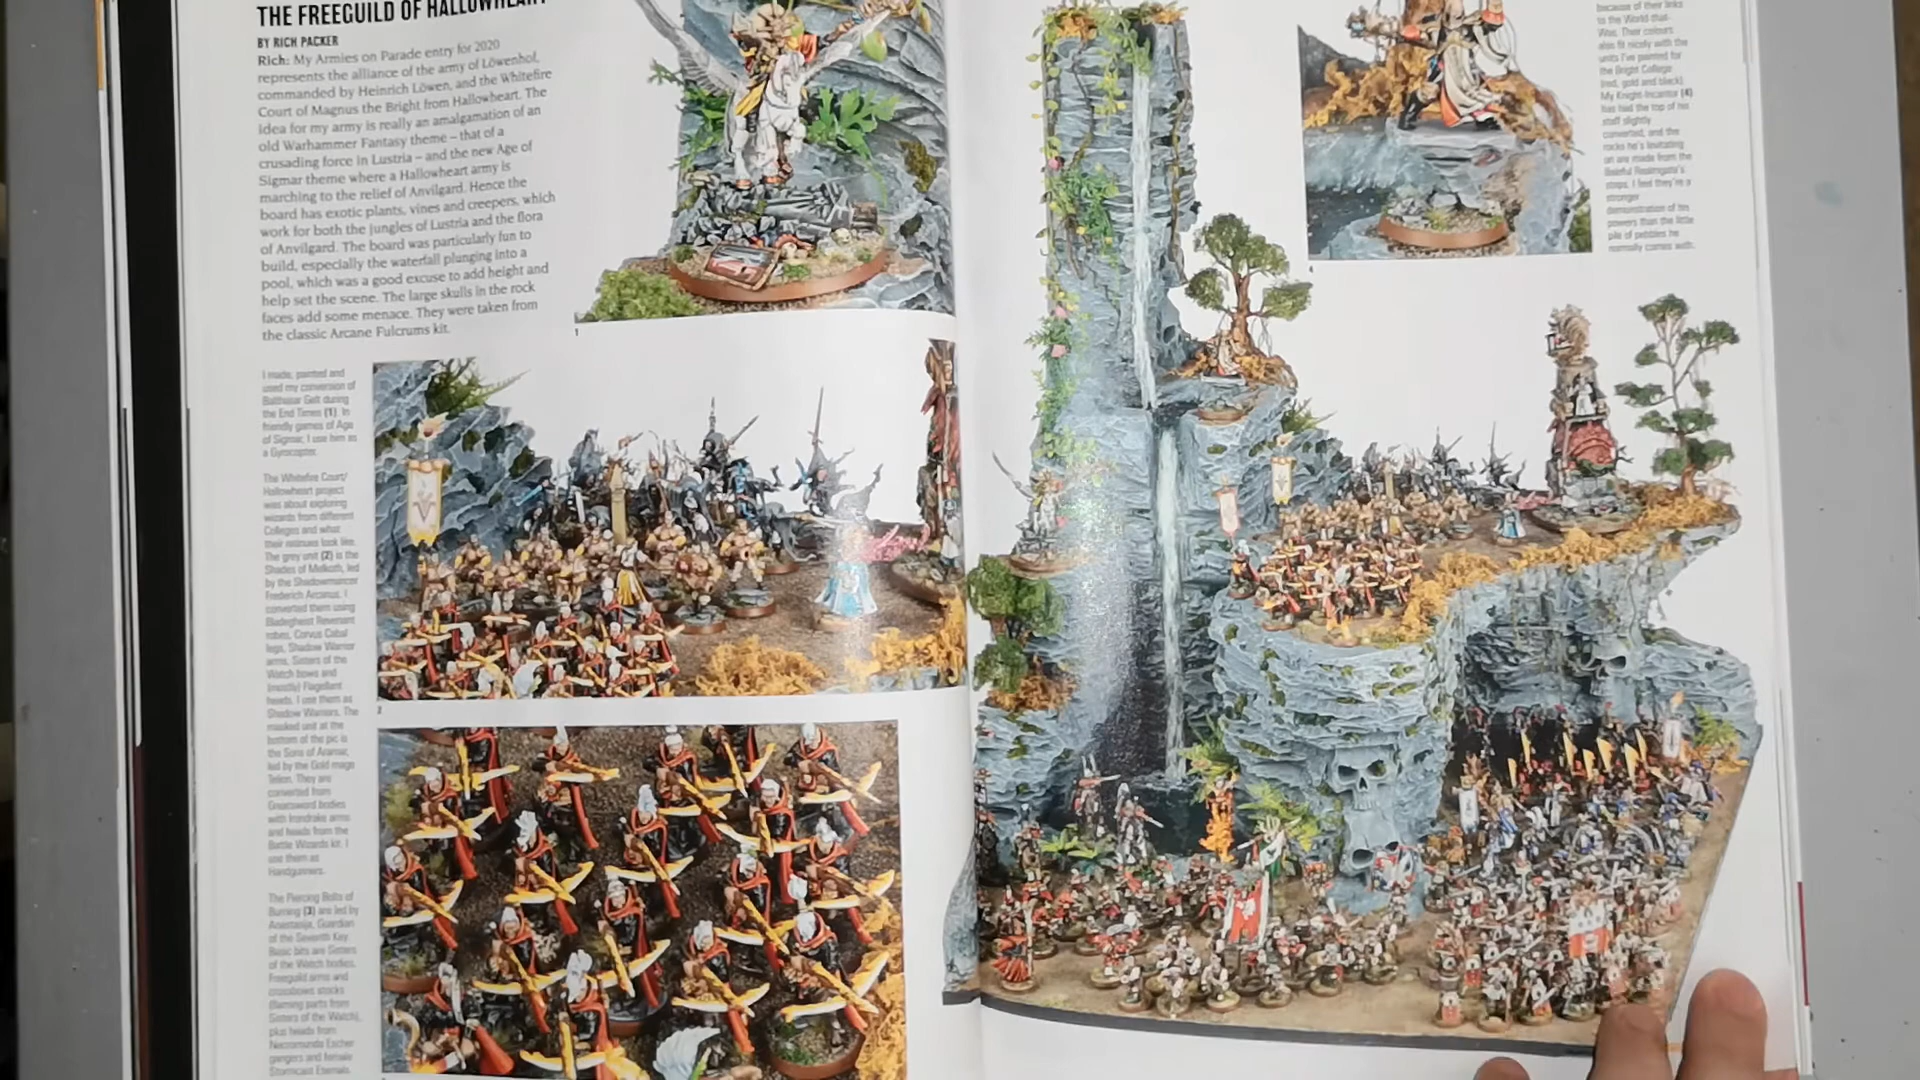 THE FREEGUILD OF HALLOWHEART
BY RICH PACKER
Rich: My Armies on Parade entry for 2020
represents the alliance of the army of Löwenhol,
commanded by Heinrich Löwen, and the Whitefire
Court of Magnus the Bright from Hallowheart. The
idea for my army is really an amalgamation of an
old Warhammer Fantasy theme – that of a
crusading force in Lustria – and the new Age of
Sigmar theme where a Hallowheart army is
marching to the relief of Anvilgard. Hence the
board has exotic plants, vines and creepers, which
work for both the jungles of Lustria and the flora
of Anvilgard. The board was particularly fun to
build, especially the waterfall plunging into a
pool, which was a good excuse to add height and
help set the scene. The large skulls in the rock
faces add some menace. They were taken from
the classic Arcane Fulcrums kit.
1
I made, painted and
used my conversion of
Balthasar Gelt during
the End Times (1). In
friendly games of Age
of Sigmar, I use him as
a Gyrocopter.
The Whitefire Court/
Hallowheart project
was about exploring
wizards from different
Colleges and what
their retinues look like.
The grey unit (2) is the
Shades of Melkoth, led
by the Shadowmancer
Frederich Arcanus. I
converted them using
Bladegheist Revenant
robes, Corvus Cabal
legs, Shadow Warrior
arms, Sisters of the
Watch bows and
(mostly) Flagellant
heads. I use them as
Shadow Warriors. The
masked unit at the
bottom of the pic is
the Sons of Aramar,
led by the Gold mage
Telion. They are
converted from
Greatsword bodies
with Irondrake arms
and heads from the
Battle Wizards kit. I
use them as
Handgunners.
2
The Piercing Bolts of
Burning (3) are led by
Anastasija, Guardian
of the Seventh Key.
Basic bits are Sisters
of the Watch bodies,
Freeguild arms and
crossbows stocks
(flaming parts from
Sisters of the Watch),
plus heads from
Necromunda Escher
gangers and female
Stormcast Eternals.
because of their links
to the World-that-
Was. Their colours
also fit nicely with the
units I've painted for
the Bright College
(red, gold and black).
My Knight-Incantor (4)
has had the top of his
staff slightly
converted, and the
rocks he's levitating
on are made from the
Baleful Realmgate's
steps. I feel they're a
stronger
demonstration of his
powers than the little
pile of pebbles he
normally comes with.
4